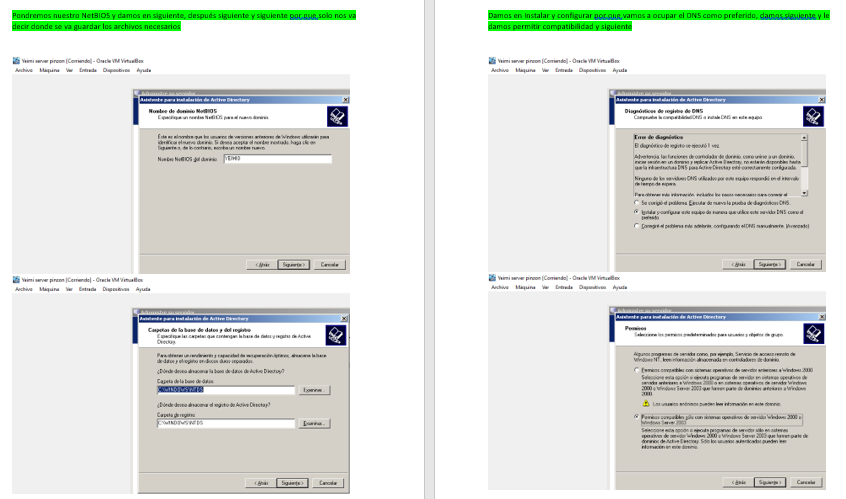 Pondremos nuestro NetBIOS y damos en siguiente, después siguiente y siguiente por que solo nos va
decir donde se va guardar los archivos necesarios
Yeimi server pinzon [Corriendo] - Oracle VM VirtualBox
Archivo Máquina Ver Entrada Dispositivos Ayuda
Asistente para instalación de Active Directory
Nombre de dominio NetBIOS
Especifique un nombre NetBIOS para el nuevo dominio.
Éste es el nombre que los usuarios de versiones anteriores de Windows utilizarán para
identificar el nuevo dominio. Si desea aceptar el nombre mostrado, haga clic en
Siguiente o, de lo contrario, escriba un nombre nuevo.
Nombre NetBIOS del dominio:
< Atrás Siguiente > Cancelar
Yeimi server pinzon [Corriendo] - Oracle VM VirtualBox
Archivo Máquina Ver Entrada Dispositivos Ayuda
Asistente para instalación de Active Directory
Carpetas de la base de datos y del registro
Especifique las carpetas que contengan la base de datos y registro de Active
Directory.
Para obtener un rendimiento y capacidad de recuperación óptimos, almacene la base
de datos y el registro en discos duros separados.
¿Dónde desea almacenar la base de datos de Active Directory?
Carpeta de la base de datos:
C:\WINDOWS\NTDS Examinar...
¿Dónde desea almacenar el registro de Active Directory?
Carpeta de registro:
C:\WINDOWS\NTDS Examinar...
< Atrás Siguiente > Cancelar
Damos en Instalar y configurar por que vamos a ocupar el DNS como preferido, damos siguiente y le
damos permitir compatibilidad y siguiente
Yeimi server pinzon [Corriendo] - Oracle VM VirtualBox
Archivo Máquina Ver Entrada Dispositivos Ayuda
Asistente para instalación de Active Directory
Diagnósticos de registro de DNS
Compruebe la compatibilidad DNS o instale DNS en este equipo.
Error de diagnóstico
El diagnóstico de registro se ejecutó 1 vez.
Advertencia: las funciones de controlador de dominio, como unirse a un dominio,
iniciar sesión en un dominio y replicar Active Directory, no estarán disponibles hasta
que la infraestructura DNS para Active Directory esté correctamente configurada.
Ninguno de los servidores DNS utilizados por este equipo respondió en el intervalo
de tiempo de espera.
Para obtener más información, incluidos los pasos necesarios para corregir el
Se corrigió el problema. Ejecutar de nuevo la prueba de diagnósticos DNS.
Instalar y configurar este equipo de manera que utilice este servidor DNS como el
preferido.
Corregiré el problema más adelante, configurando el DNS manualmente. (Avanzado)
< Atrás Siguiente > Cancelar
Yeimi server pinzon [Corriendo] - Oracle VM VirtualBox
Archivo Máquina Ver Entrada Dispositivos Ayuda
Asistente para instalación de Active Directory
Permisos
Seleccione los permisos predeterminados para usuarios y objetos de grupo.
Algunos programas de servidor como, por ejemplo, Servicio de acceso remoto de
Windows NT, leen información almacenada en controladores de dominio.
Permisos compatibles con sistemas operativos de servidor anteriores a Windows 2000
Seleccione esta opción si ejecuta programas de servidor en sistemas operativos de
servidor anteriores a Windows 2000 o en sistemas operativos de servidor Windows
2000 o Windows Server 2003 que formen parte de dominios anteriores a Windows
2000.
Los usuarios anónimos pueden leer información en este dominio.
Permisos compatibles sólo con sistemas operativos de servidor Windows 2000 o
Windows Server 2003
Seleccione esta opción si ejecuta programas de servidor sólo en sistemas
operativos de servidor Windows 2000 o Windows Server 2003 que formen parte de
dominios de Active Directory. Sólo los usuarios autenticados pueden leer
información en este dominio.
< Atrás Siguiente > Cancelar